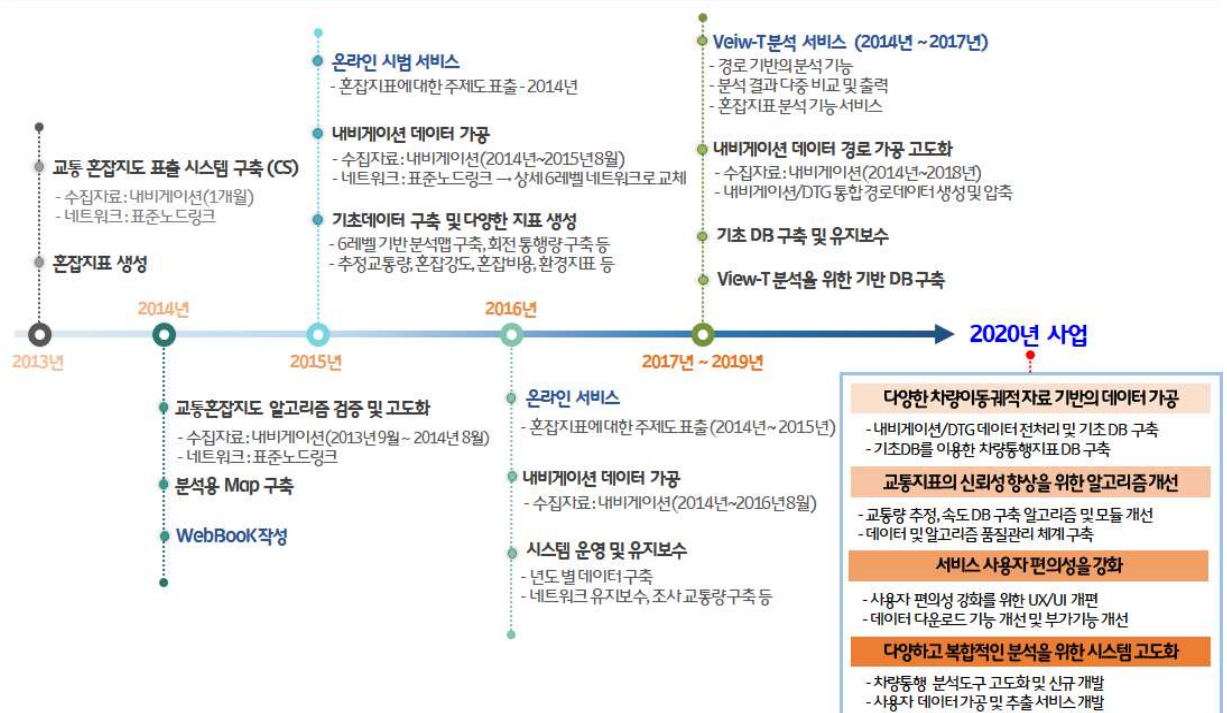 교통 혼잡지도 표출 시스템 구축 (CS)
- 수집자료 : 내비게이션(1개월)
- 네트워크 : 표준노드링크
혼잡지표 생성
2013년
2014년
교통혼잡지도 알고리즘 검증 및 고도화
- 수집자료 : 내비게이션(2013년 9월~ 2014년 8월)
- 네트워크 : 표준노드링크
분석용 Map 구축
WebBooK작성
온라인 시범 서비스
- 혼잡지표에 대한 주제도 표출 - 2014년
내비게이션 데이터 가공
- 수집자료 : 내비게이션(2014년~2015년 8월)
- 네트워크 : 표준노드링크 → 상세 6레벨 네트워크로 교체
기초데이터 구축 및 다양한 지표 생성
- 6레벨 기반 분석맵 구축, 회전 통행량 구축 등
- 추정교통량, 혼잡강도, 혼잡비용, 환경지표 등
2015년
2016년
온라인 서비스
- 혼잡지표에 대한 주제도 표출 (2014년~ 2015년)
내비게이션 데이터 가공
- 수집자료 : 내비게이션(2014년~2016년 8월)
시스템 운영 및 유지보수
- 년도 별 데이터 구축
- 네트워크 유지보수, 조사 교통량 구축 등
Veiw-T 분석 서비스 (2014년 ~ 2017년)
- 경로 기반의 분석 기능
- 분석 결과 다중 비교 및 출력
- 혼잡지표 분석 기능 서비스
내비게이션 데이터 경로 가공 고도화
- 수집자료 : 내비게이션(2014년~2018년)
- 내비게이션/DTG 통합 경로데이터 생성 및 압축
기초 DB 구축 및 유지보수
View-T 분석을 위한 기반 DB 구축
2017년 ~ 2019년
2020년 사업
다양한 차량이동궤적 자료 기반의 데이터 가공
- 내비게이션/DTG 데이터 전처리 및 기초 DB 구축
- 기초DB를 이용한 차량통행지표 DB 구축
교통지표의 신뢰성 향상을 위한 알고리즘 개선
- 교통량 추정, 속도 DB 구축 알고리즘 및 모듈 개선
- 데이터 및 알고리즘 품질관리 체계 구축
서비스 사용자 편의성을 강화
- 사용자 편의성 강화를 위한 UX/UI 개편
- 데이터 다운로드 기능 개선 및 부가기능 개선
다양하고 복합적인 분석을 위한 시스템 고도화
- 차량통행 분석도구 고도화 및 신규 개발
- 사용자 데이터 가공 및 추출 서비스 개발